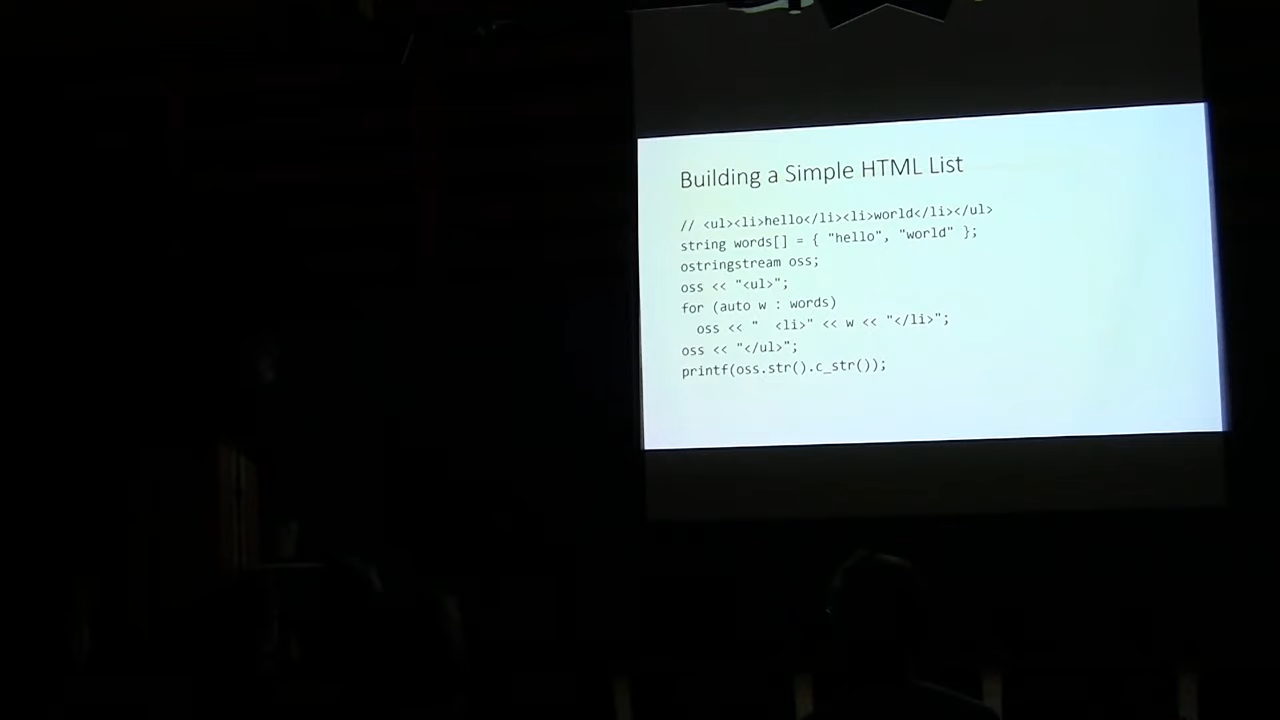 Building a Simple HTML List
// <ul><li>hello</li><li>world</li></ul>
string words[] = { "hello", "world" };
ostringstream oss;
oss << "<ul>";
for (auto w : words)
  oss << "  <li>" << w << "</li>";
oss << "</ul>";
printf(oss.str().c_str());